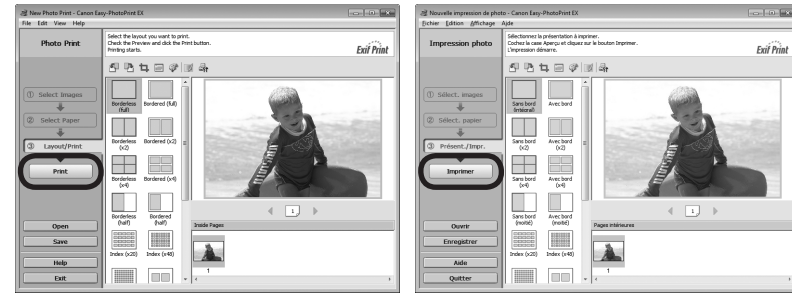 New Photo Print - Canon Easy-PhotoPrint EX
File Edit View Help
Photo Print
Select the layout you want to print.
Check the Preview and click the Print button.
Printing starts.
Exif Print
① Select Images
② Select Paper
③ Layout/Print
Print
Open
Save
Help
Exit
Borderless (full)
Bordered (full)
Borderless (x2)
Bordered (x2)
Borderless (x4)
Bordered (x4)
Borderless (half)
Bordered (half)
Index (x20)
Index (x48)
1
Inside Pages
1
Nouvelle impression de photo - Canon Easy-PhotoPrint EX
Fichier Edition Affichage Aide
Impression photo
Sélectionnez la présentation à imprimer.
Cochez la case Aperçu et cliquez sur le bouton Imprimer.
L'impression démarre.
Exif Print
① Sélect. images
② Sélect. papier
③ Présent./Impr.
Imprimer
Ouvrir
Enregistrer
Aide
Quitter
Sans bord (intégral)
Avec bord
Sans bord (x2)
Avec bord (x2)
Sans bord (x4)
Avec bord (x4)
Sans bord (moitié)
Avec bord (moitié)
Index (x20)
Index (x48)
1
Pages intérieures
1